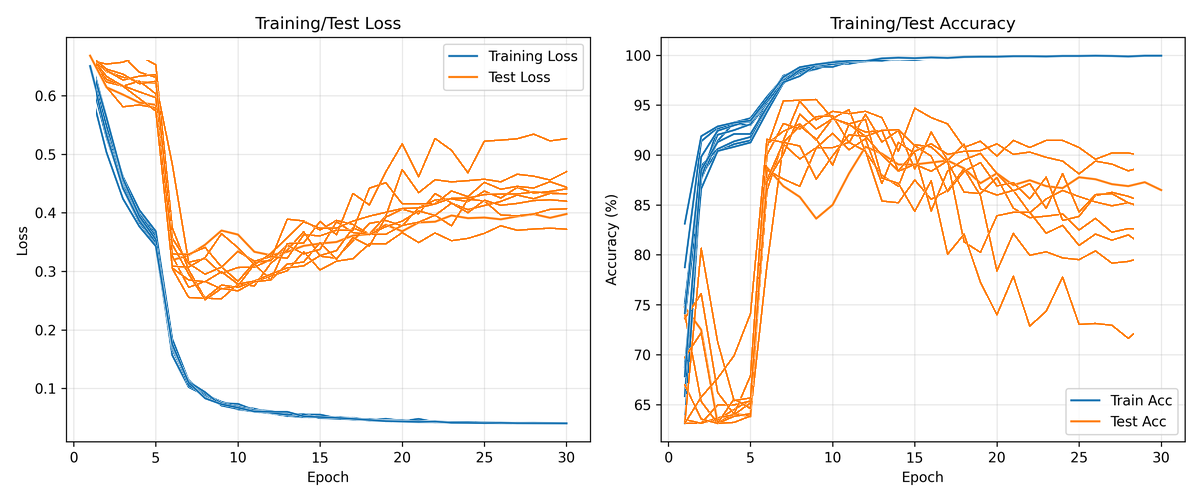 Training/Test Loss
Training Loss
Test Loss
Loss
0.6
0.5
0.4
0.3
0.2
0.1
0
5
10
15
20
25
30
Epoch
Training/Test Accuracy
Accuracy (%)
100
95
90
85
80
75
70
65
Train Acc
Test Acc
0
5
10
15
20
25
30
Epoch